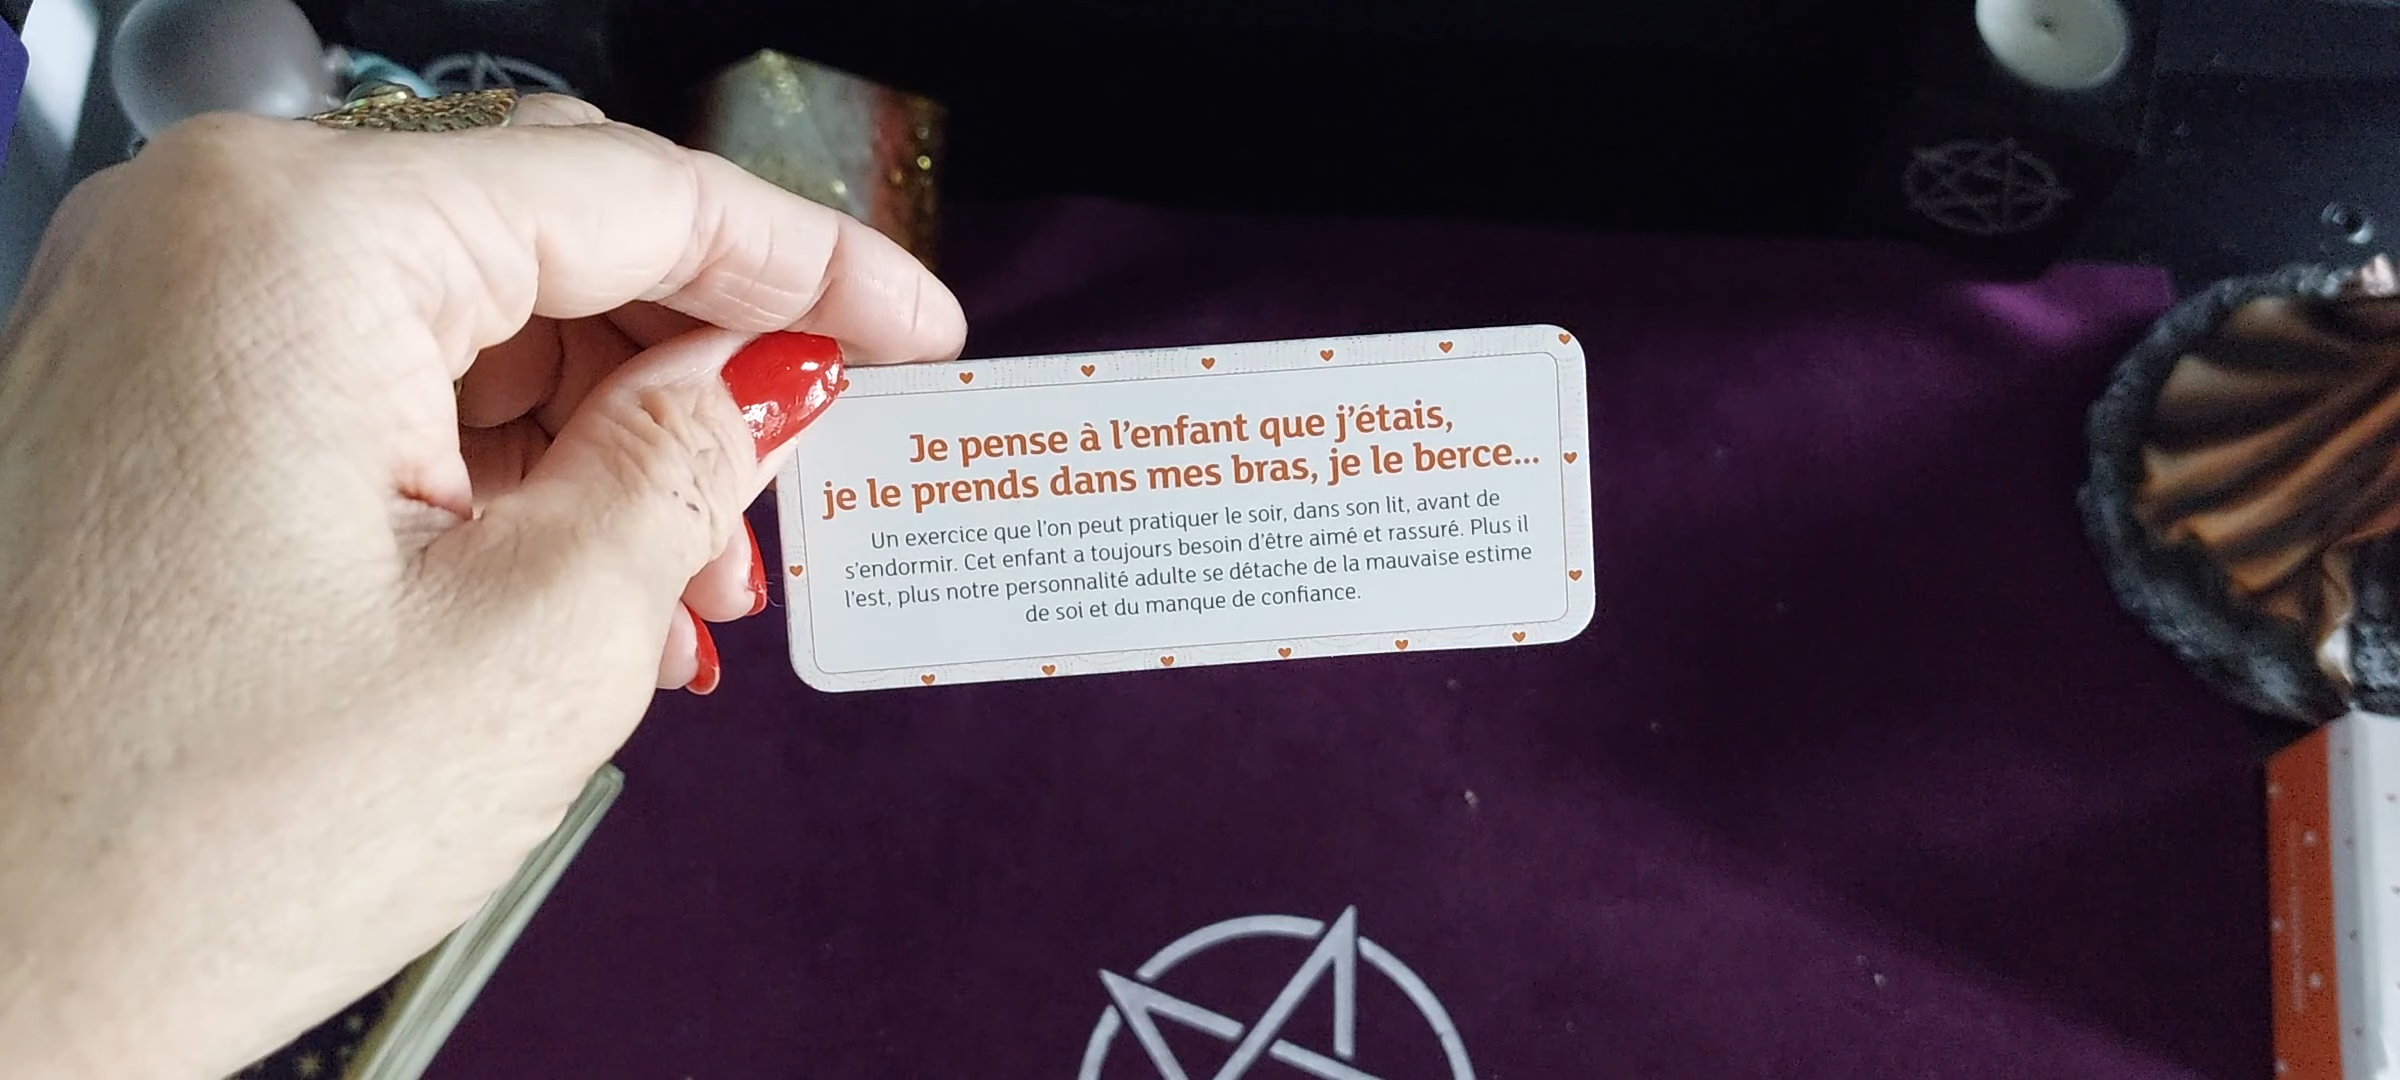 Je pense à l'enfant que j'étais,
je le prends dans mes bras, je le berce...
Un exercice que l'on peut pratiquer le soir, dans son lit, avant de
s'endormir. Cet enfant a toujours besoin d'être aimé et rassuré. Plus il
l'est, plus notre personnalité adulte se détache de la mauvaise estime
de soi et du manque de confiance.